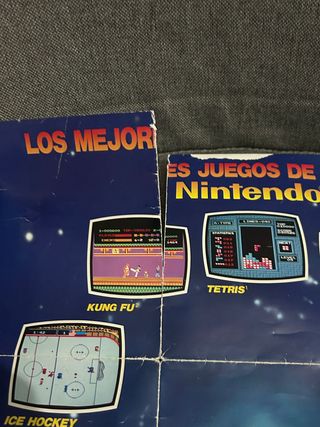 LOS MEJOR
ES JUEGOS DE
Nintendo
KUNG FU
TETRIS
ICE HOCKEY